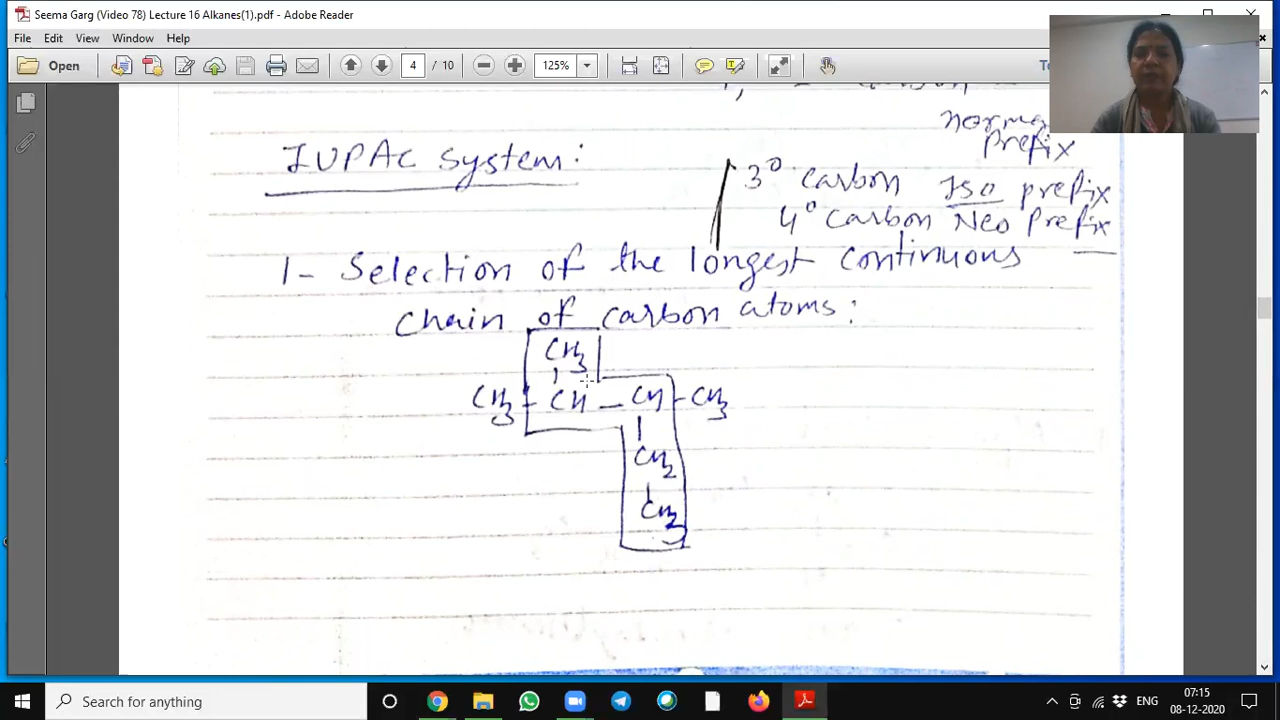 Seema Garg (Video 78) Lecture 16 Alkanes(1).pdf - Adobe Reader
File Edit View Window Help
Open 4 / 10 125%
IUPAC System:
normal
prefix
3° carbon Iso prefix
4° carbon Neo Prefix
1- Selection of the longest continuous
Chain of carbon atoms:
CH3
CH3 - CH - CH - CH3
CH2
CH3
Search for anything
ENG
07:15
08-12-2020